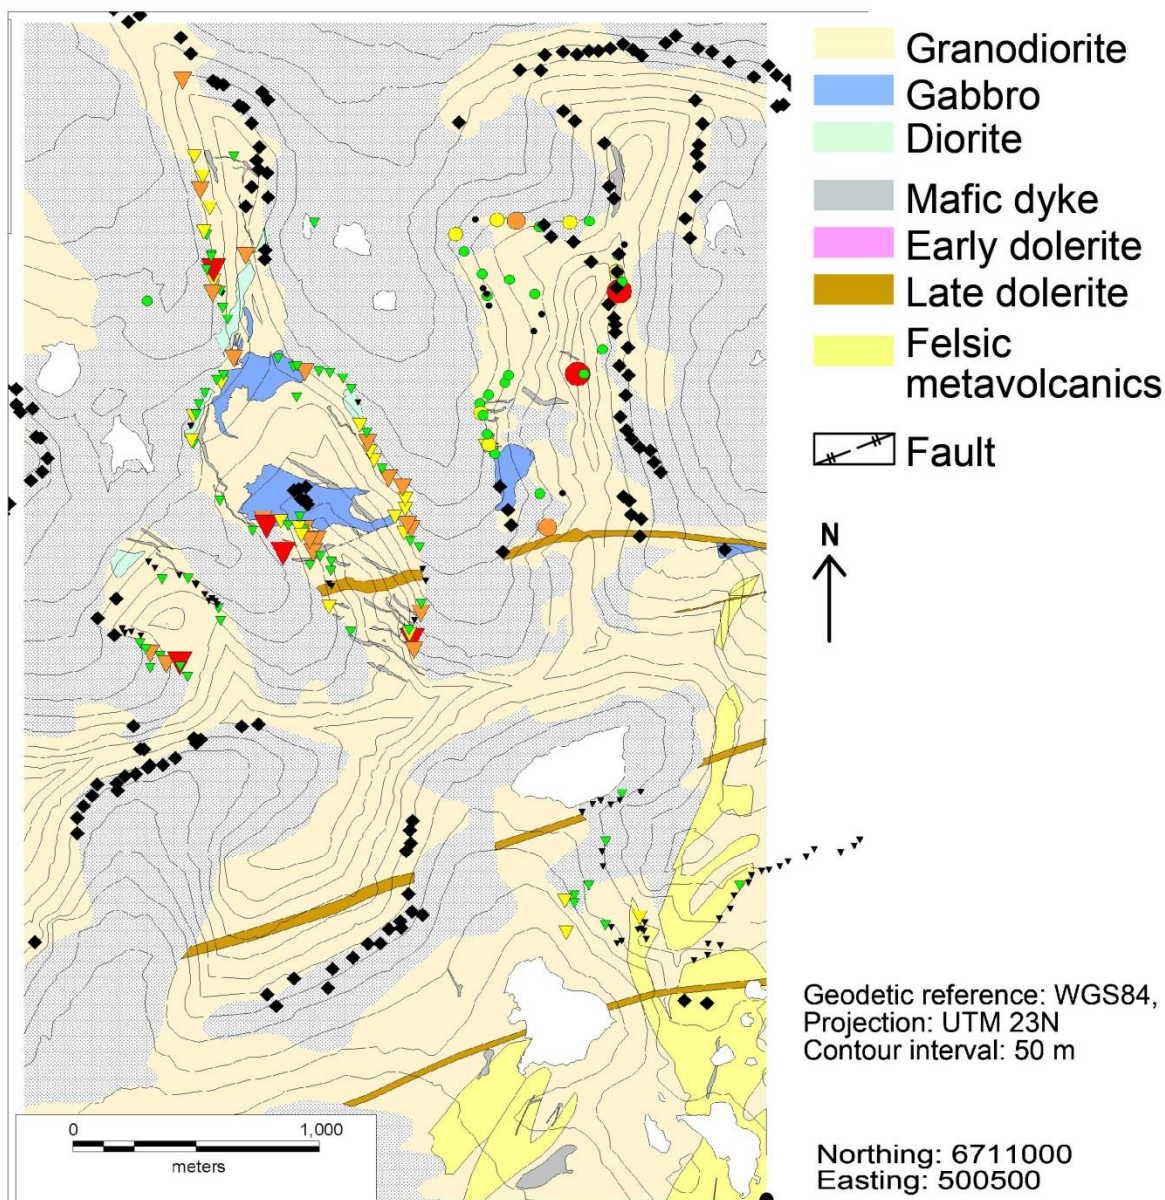 Granodiorite
Gabbro
Diorite
Mafic dyke
Early dolerite
Late dolerite
Felsic
metavolcanics
Fault
N
Geodetic reference: WGS84,
Projection: UTM 23N
Contour interval: 50 m
0 1,000
meters
Northing: 6711000
Easting: 500500